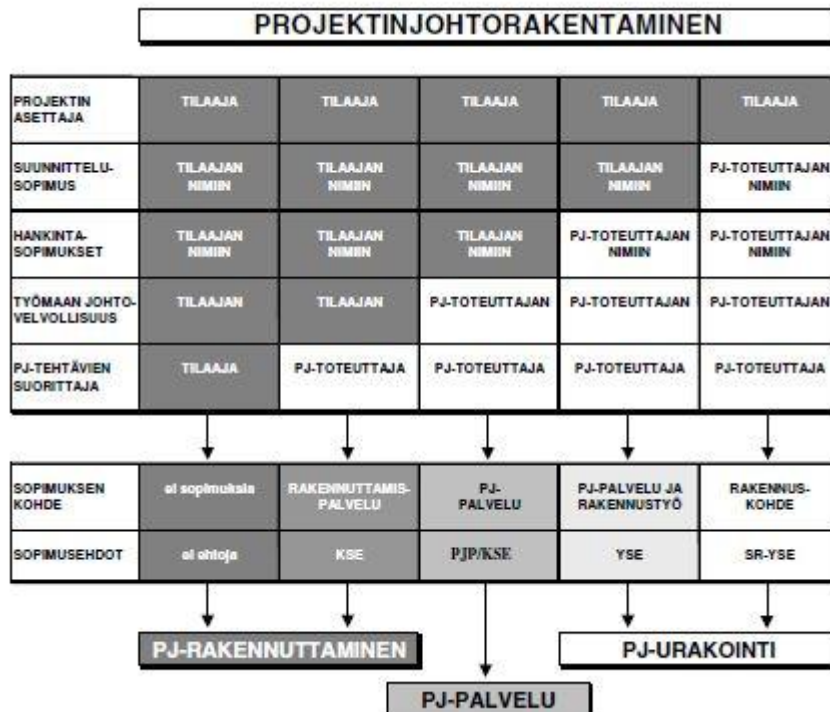 PROJEKTINJOHTORAKENTAMINEN
PROJEKTIN
ASETTAJA
TILAAJA
TILAAJA
TILAAJA
TILAAJA
TILAAJA
SUUNNITTELU-
SOPIMUS
TILAAJAN
NIMIIN
TILAAJAN
NIMIIN
TILAAJAN
NIMIIN
TILAAJAN
NIMIIN
PJ-TOTEUTTAJAN
NIMIIN
HANKINTA-
SOPIMUKSET
TILAAJAN
NIMIIN
TILAAJAN
NIMIIN
TILAAJAN
NIMIIN
PJ-TOTEUTTAJAN
NIMIIN
PJ-TOTEUTTAJAN
NIMIIN
TYÖMAAN JOHTO-
VELVOLLISUUS
TILAAJAN
TILAAJAN
PJ-TOTEUTTAJAN
PJ-TOTEUTTAJAN
PJ-TOTEUTTAJAN
PJ-TEHTÄVIEN
SUORITTAJA
TILAAJA
PJ-TOTEUTTAJA
PJ-TOTEUTTAJA
PJ-TOTEUTTAJA
PJ-TOTEUTTAJA
SOPIMUKSEN
KOHDE
ei sopimuksia
RAKENNUTTAMIS-
PALVELU
PJ-
PALVELU
PJ-PALVELU JA
RAKENNUSTYÖ
RAKENNUS-
KOHDE
SOPIMUSEHDOT
ei ehtoja
KSE
PJP/KSE
YSE
SR-YSE
PJ-RAKENNUTTAMINEN
PJ-URAKOINTI
PJ-PALVELU